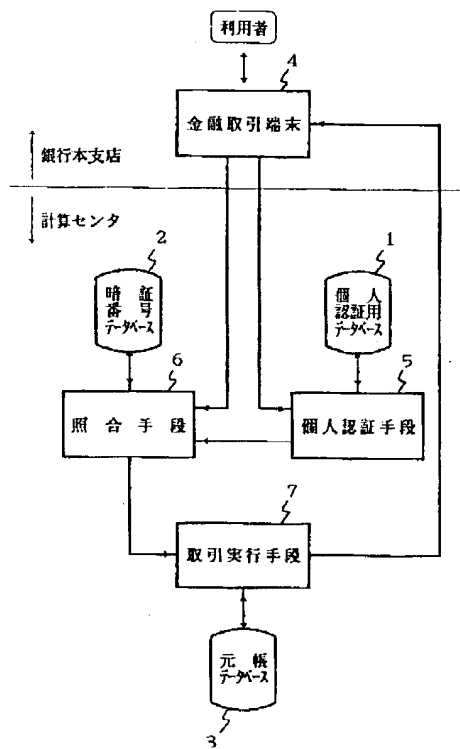 利用者
4
金融取引端末
銀行本支店
計算センタ
2
1
暗証
番号
データベース
個人
認証用
データベース
6
5
照合手段
個人認証手段
7
取引実行手段
元帳
データベース
3